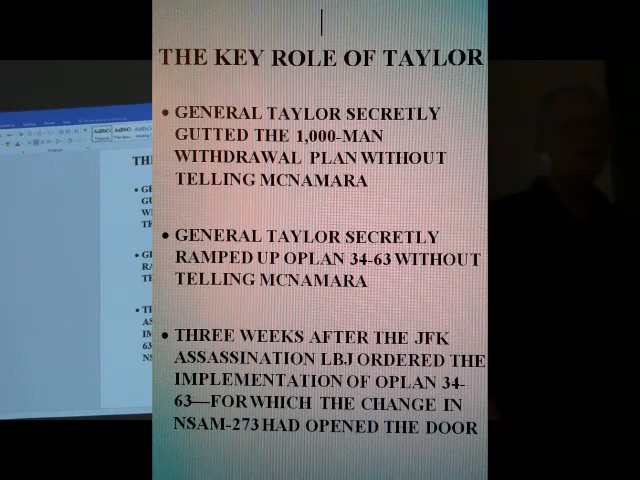 THE KEY ROLE OF TAYLOR
• GENERAL TAYLOR SECRETLY
GUTTED THE 1,000-MAN
WITHDRAWAL PLAN WITHOUT
TELLING MCNAMARA
• GENERAL TAYLOR SECRETLY
RAMPED UP OPLAN 34-63 WITHOUT
TELLING MCNAMARA
• THREE WEEKS AFTER THE JFK
ASSASSINATION LBJ ORDERED THE
IMPLEMENTATION OF OPLAN 34-
63—FOR WHICH THE CHANGE IN
NSAM-273 HAD OPENED THE DOOR